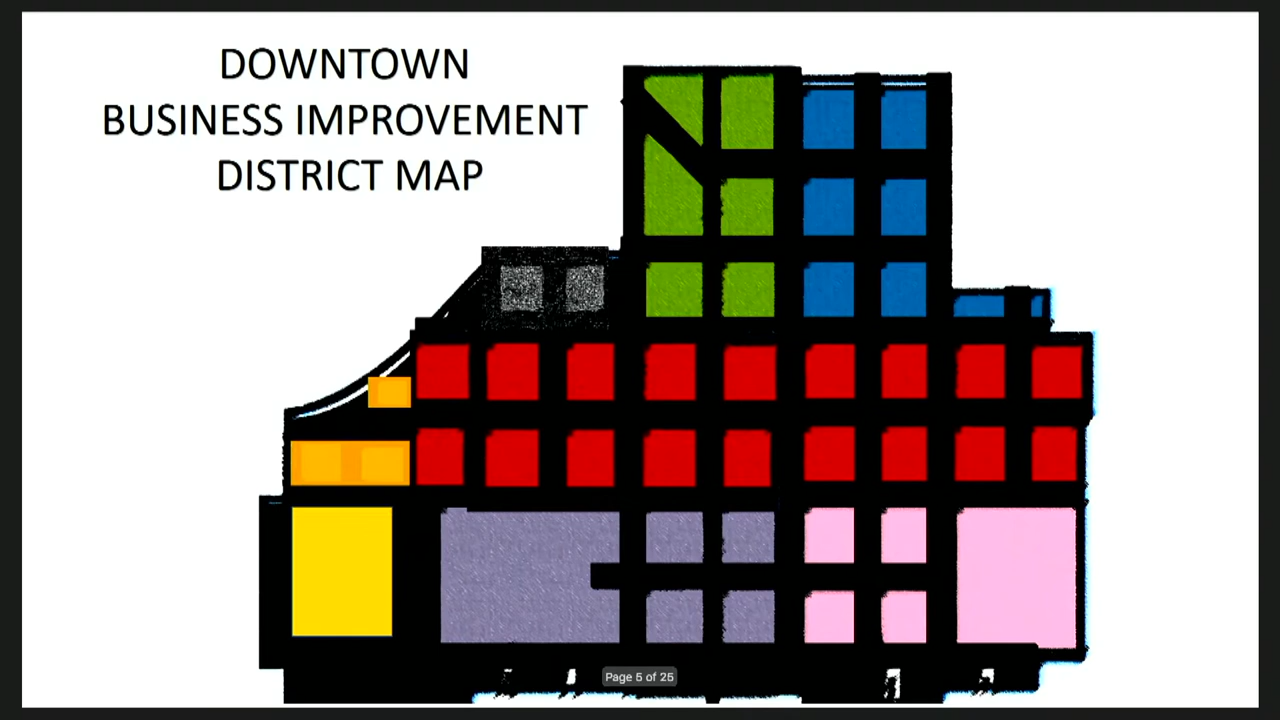 DOWNTOWN
BUSINESS IMPROVEMENT
DISTRICT MAP
Page 5 of 25